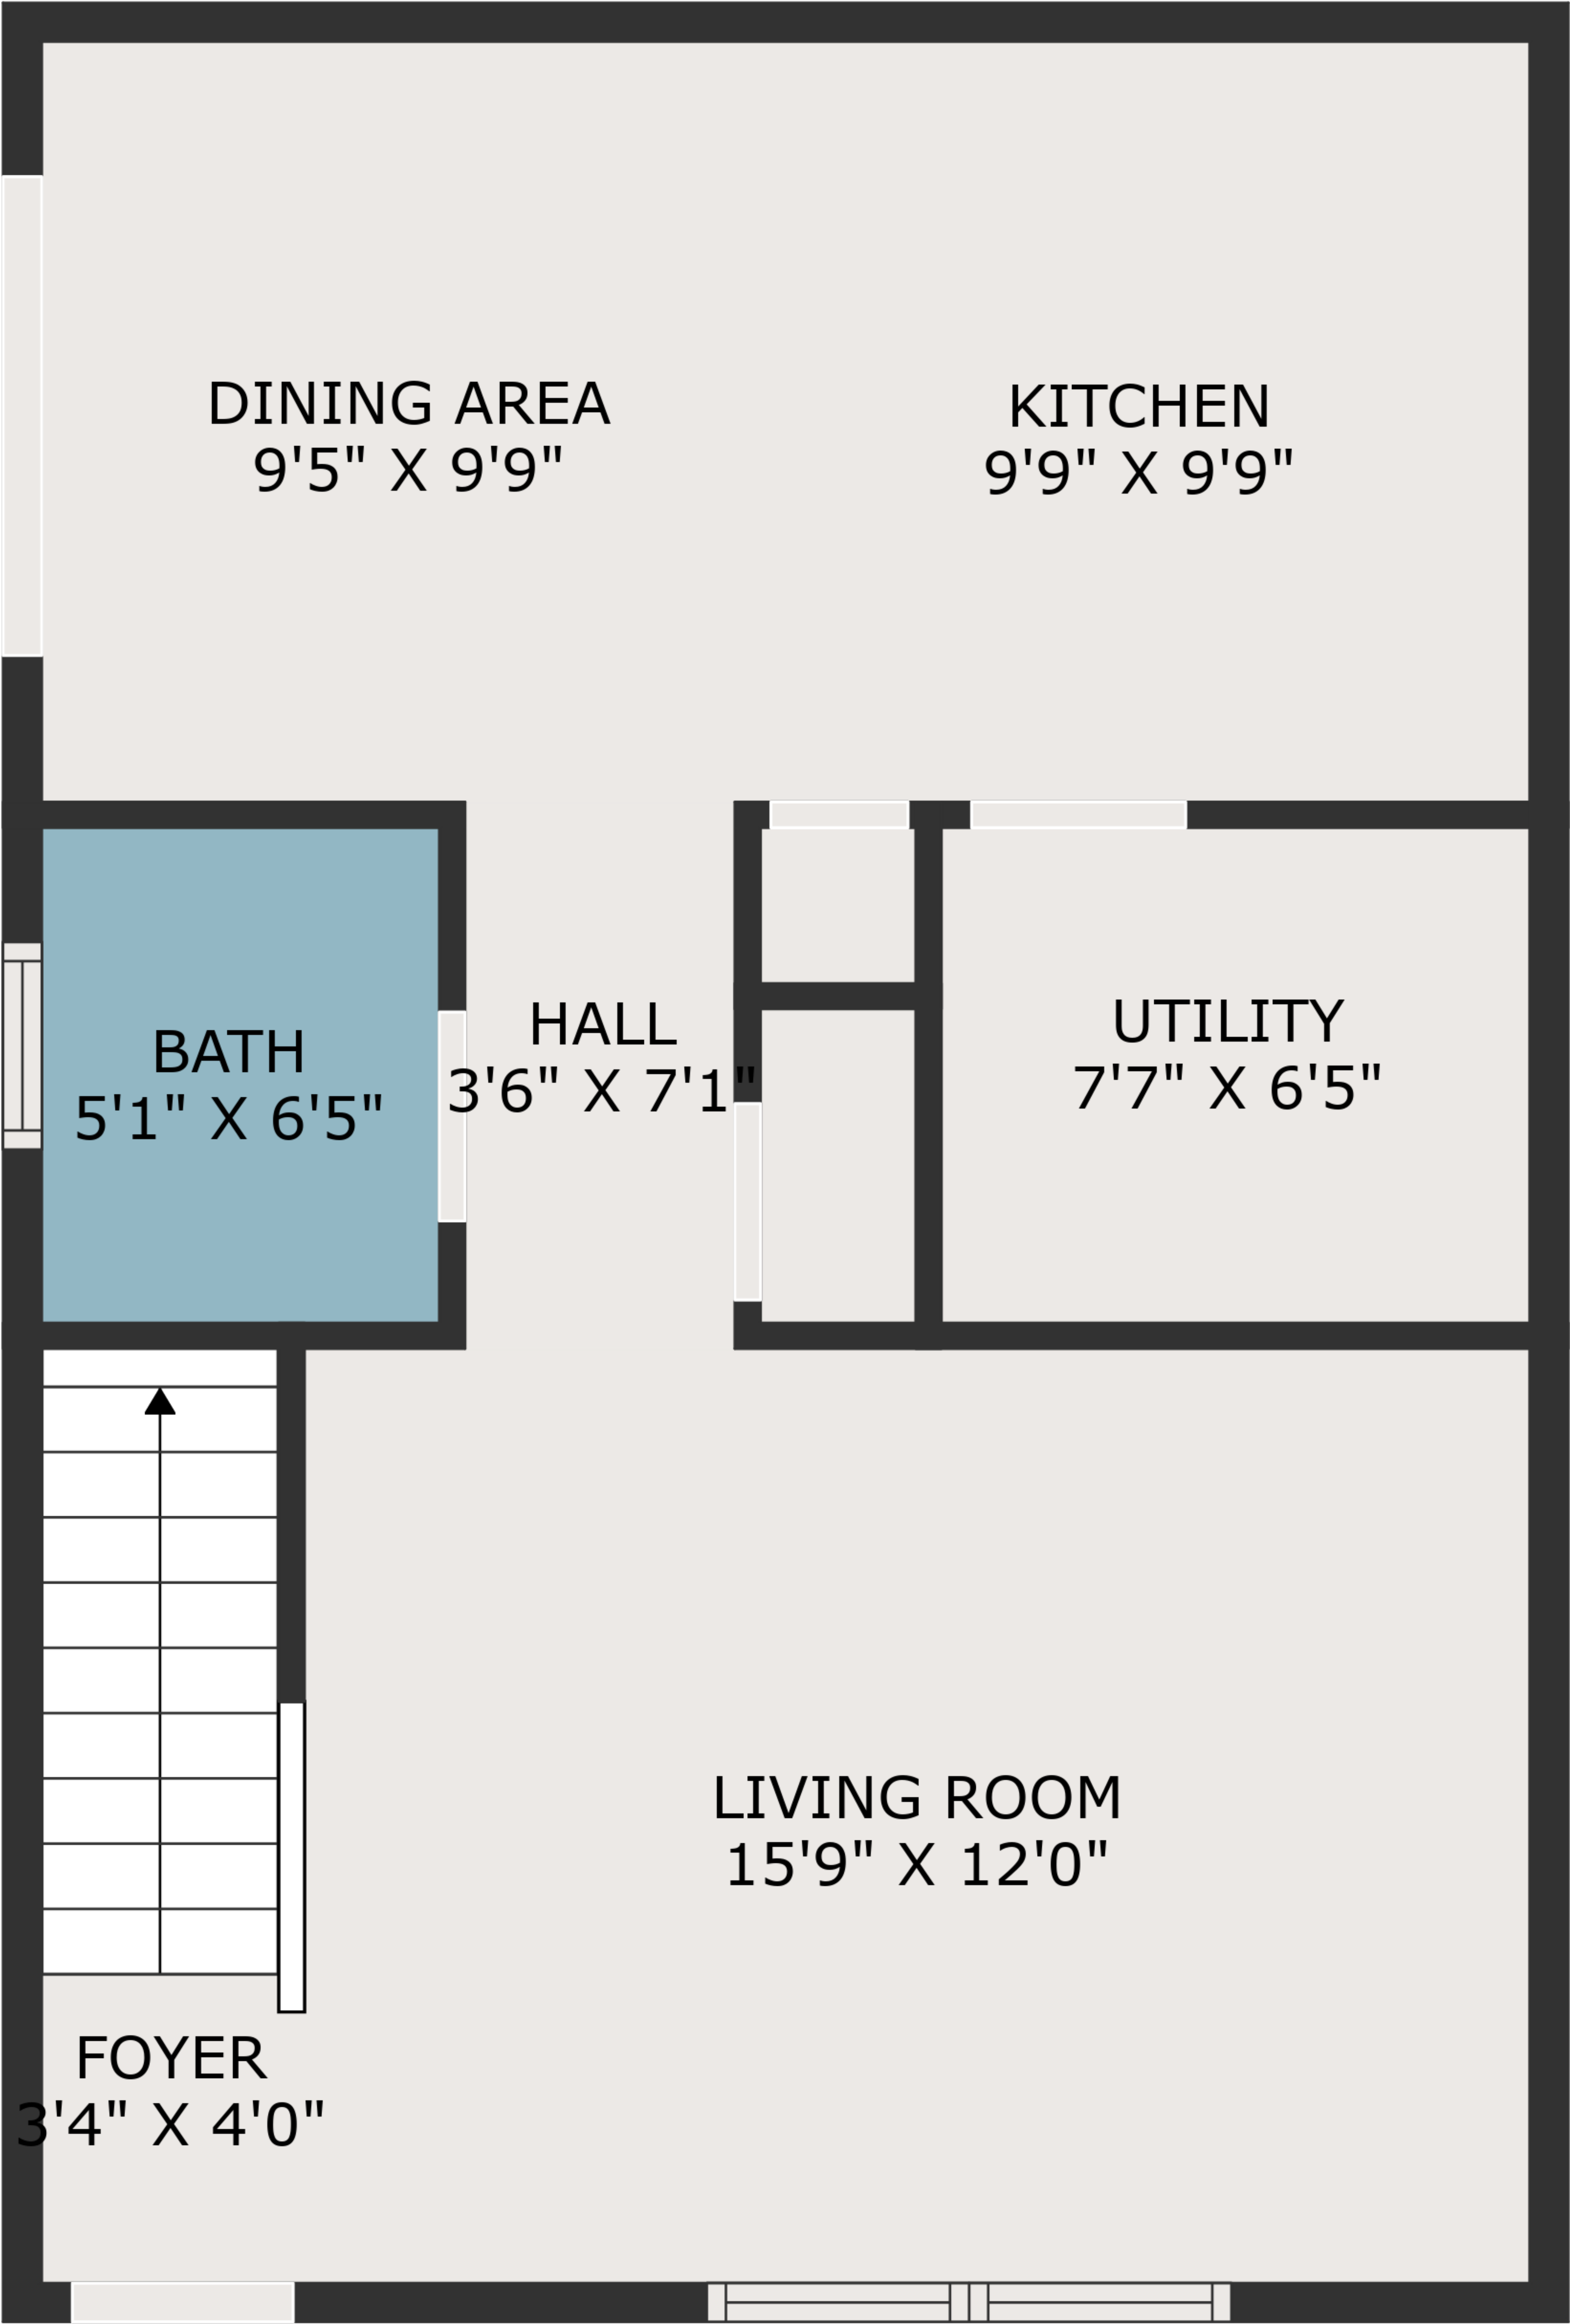 DINING AREA
9'5" X 9'9"
KITCHEN
9'9" X 9'9"
BATH
5'1" X 6'5"
HALL
3'6" X 7'1"
UTILITY
7'7" X 6'5"
LIVING ROOM
15'9" X 12'0"
FOYER
3'4" X 4'0"